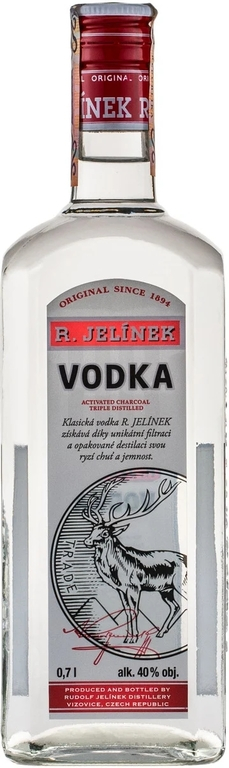 ORIGINAL
JELÍNEK R
ORIGINAL SINCE 1894
R. JELÍNEK
VODKA
ACTIVATED CHARCOAL
TRIPLE DISTILLED
Klasická vodka R. JELÍNEK
získává díky unikátní filtraci
a opakované destilaci svou
ryzí chuť a jemnost.
TRIADE
0,7 l alk. 40% obj.
PRODUCED AND BOTTLED BY
RUDOLF JELÍNEK DISTILLERY
VIZOVICE, CZECH REPUBLIC